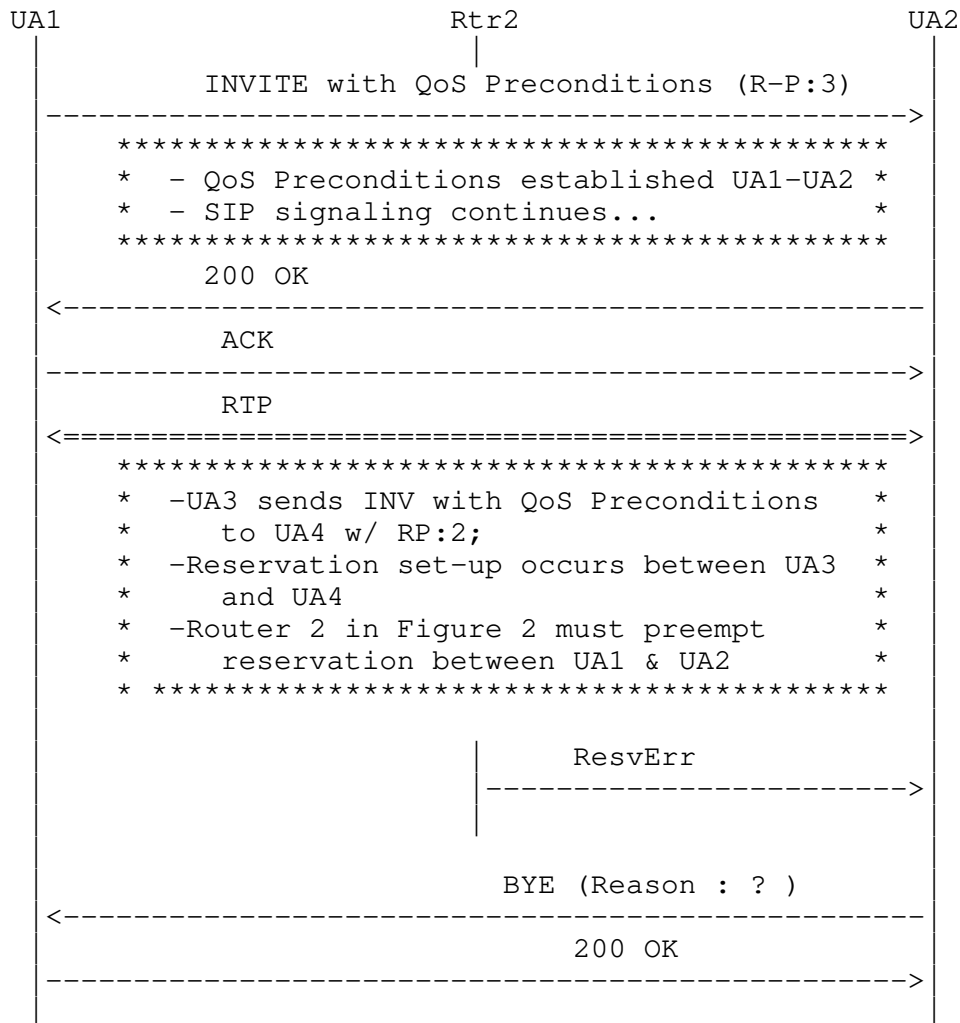 UA1 Rtr2 UA2
INVITE with QoS Preconditions (R-P:3)
*********************************************
* - QoS Preconditions established UA1-UA2 *
* - SIP signaling continues... *
*********************************************
200 OK
ACK
RTP
*********************************************
* -UA3 sends INV with QoS Preconditions *
* to UA4 w/ RP:2; *
* -Reservation set-up occurs between UA3 *
* and UA4 *
* -Router 2 in Figure 2 must preempt *
* reservation between UA1 & UA2 *
* *******************************************
ResvErr
BYE (Reason : ? )
200 OK